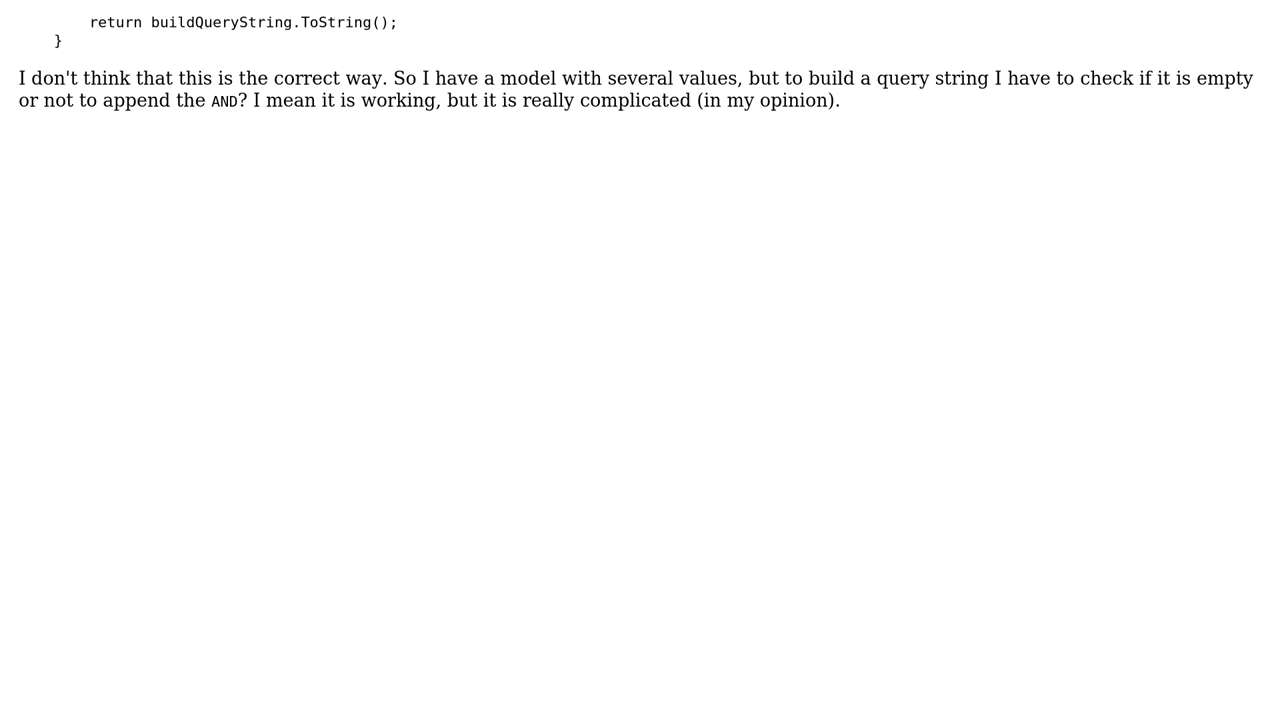 return buildQueryString.ToString();
}
I don't think that this is the correct way. So I have a model with several values, but to build a query string I have to check if it is empty
or not to append the AND? I mean it is working, but it is really complicated (in my opinion).